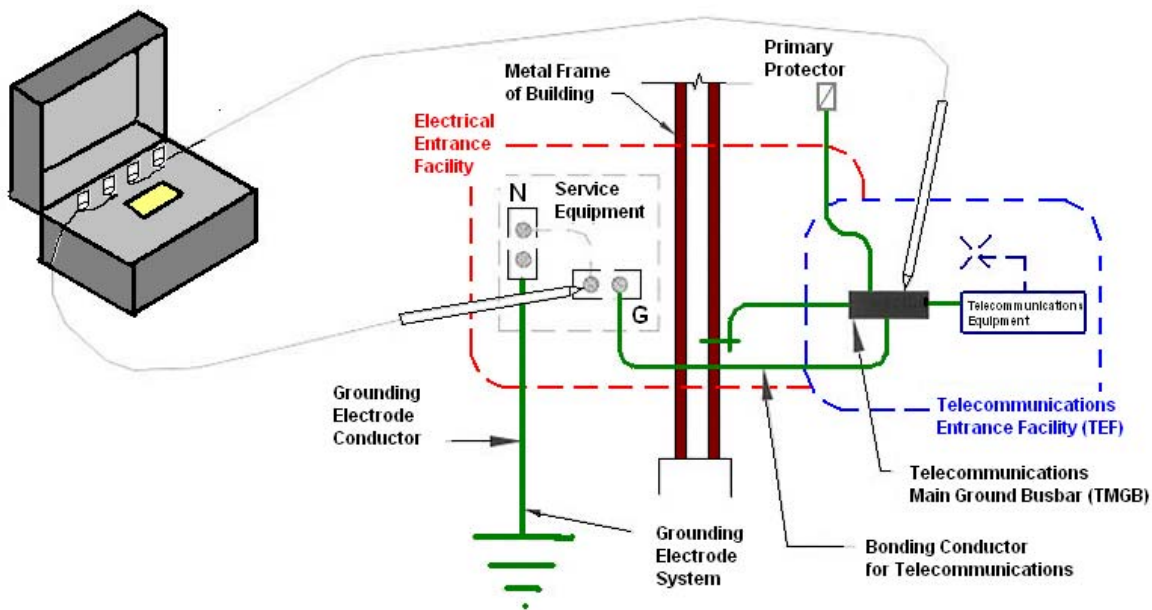 Primary
Protector
Metal Frame
of Building
Electrical
Entrance
Facility
N
Service
Equipment
G
Telecommunications
Equipment
Grounding
Electrode
Conductor
Telecommunications
Entrance Facility (TEF)
Telecommunications
Main Ground Busbar (TMGB)
Grounding
Electrode
System
Bonding Conductor
for Telecommunications